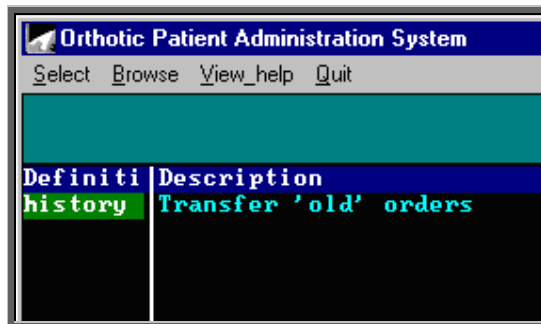 Orthotic Patient Administration System
Select Browse View_help Quit
Definiti Description
history Transfer 'old' orders